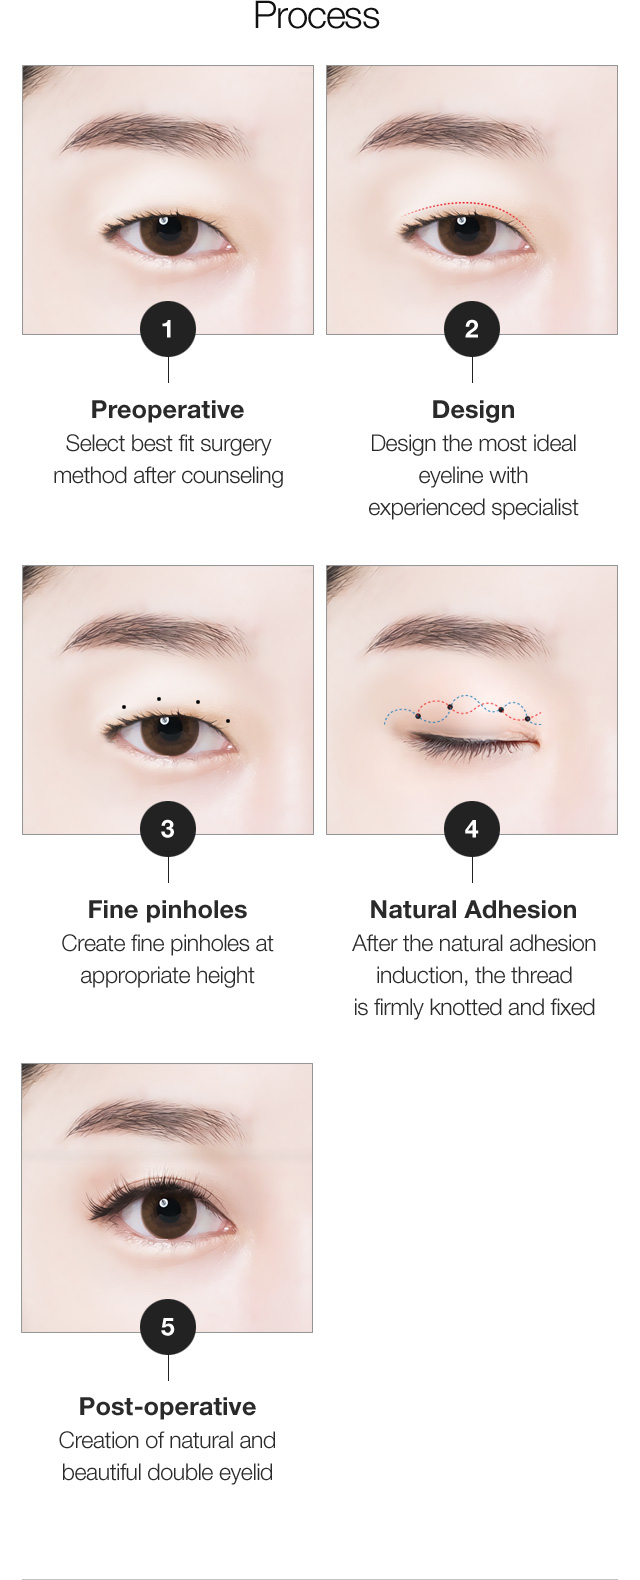 Process
1
Preoperative
Select best fit surgery
method after counseling
2
Design
Design the most ideal
eyeline with
experienced specialist
3
Fine pinholes
Create fine pinholes at
appropriate height
4
Natural Adhesion
After the natural adhesion
induction, the thread
is firmly knotted and fixed
5
Post-operative
Creation of natural and
beautiful double eyelid